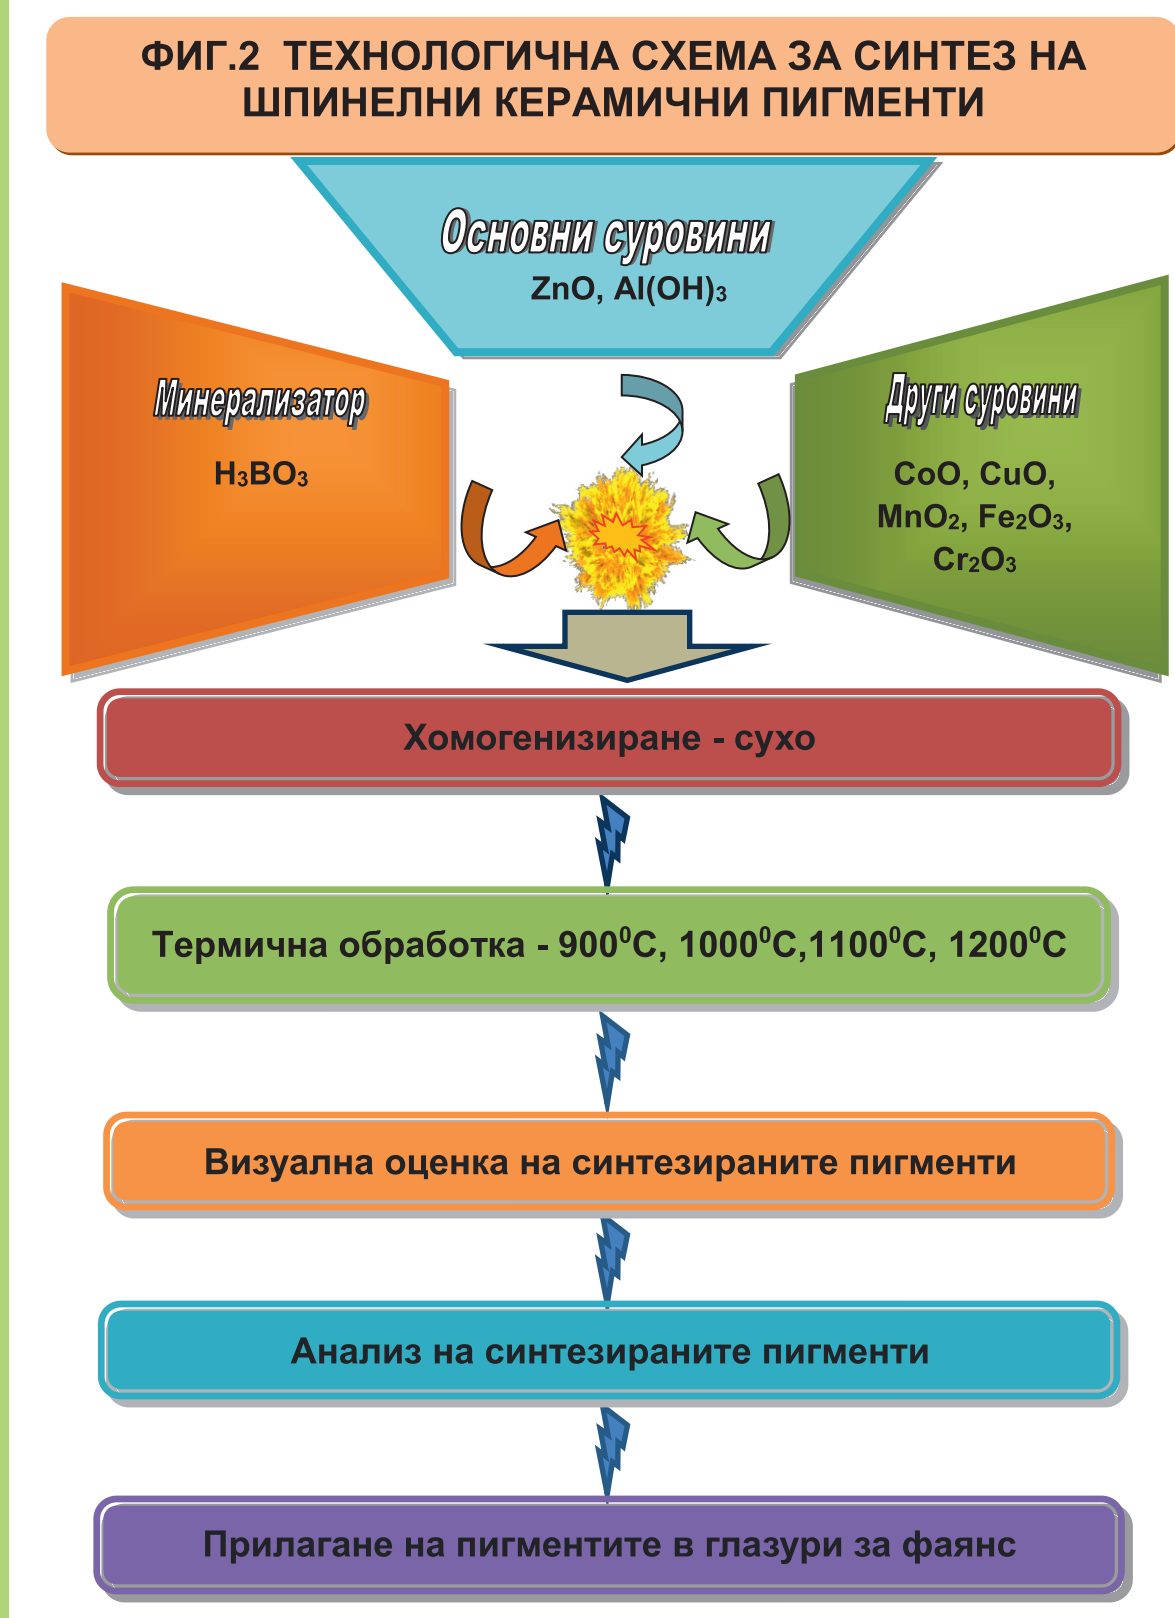 ФИГ.2 ТЕХНОЛОГИЧНА СХЕМА ЗА СИНТЕЗ НА
ШПИНЕЛНИ КЕРАМИЧНИ ПИГМЕНТИ
Основни суровини
ZnO, Al(OH)₃
Минерализатор
H₃BO₃
Други суровини
CoO, CuO,
MnO₂, Fe₂O₃,
Cr₂O₃
Хомогенизиране - сухо
Термична обработка - 900⁰C, 1000⁰C,1100⁰C, 1200⁰C
Визуална оценка на синтезираните пигменти
Анализ на синтезираните пигменти
Прилагане на пигментите в глазури за фаянс